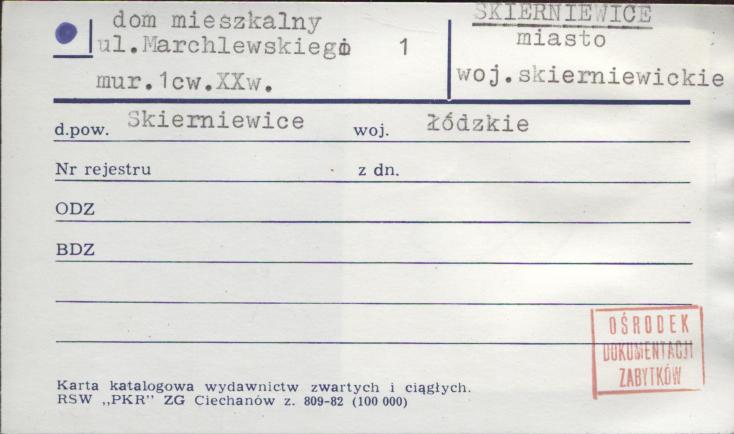 dom mieszkalny
ul.Marchlewskiego 1
mur.1cw.XXw.
SKIERNIEWICE
miasto
woj.skierniewickie
d.pow. Skierniewice woj. łódzkie
Nr rejestru z dn.
ODZ
BDZ
OŚRODEK
DOKUMENTACJI
ZABYTKÓW
Karta katalogowa wydawnictw zwartych i ciągłych.
RSW „PKR" ZG Ciechanów z. 809-82 (100 000)